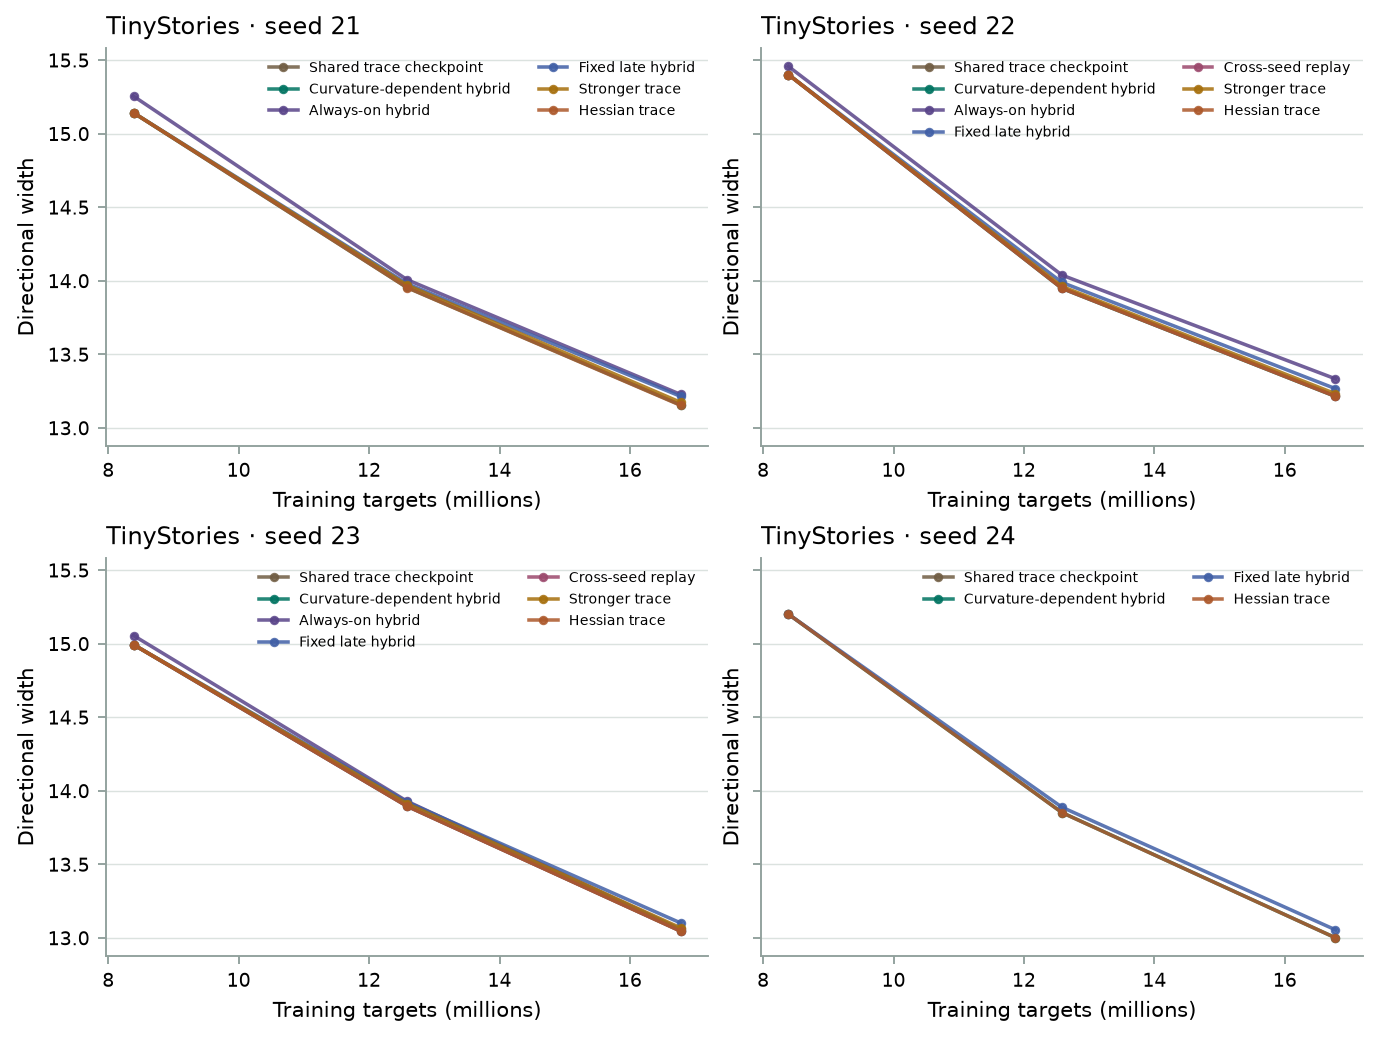 TinyStories · seed 21
Directional width
15.5
15.0
14.5
14.0
13.5
13.0
Shared trace checkpoint
Curvature-dependent hybrid
Always-on hybrid
Fixed late hybrid
Stronger trace
Hessian trace
8 10 12 14 16
Training targets (millions)
TinyStories · seed 22
Directional width
Shared trace checkpoint
Curvature-dependent hybrid
Always-on hybrid
Fixed late hybrid
Cross-seed replay
Stronger trace
Hessian trace
8 10 12 14 16
Training targets (millions)
TinyStories · seed 23
Directional width
15.5
15.0
14.5
14.0
13.5
13.0
Shared trace checkpoint
Curvature-dependent hybrid
Always-on hybrid
Fixed late hybrid
Cross-seed replay
Stronger trace
Hessian trace
8 10 12 14 16
Training targets (millions)
TinyStories · seed 24
Directional width
Shared trace checkpoint
Curvature-dependent hybrid
Fixed late hybrid
Hessian trace
8 10 12 14 16
Training targets (millions)